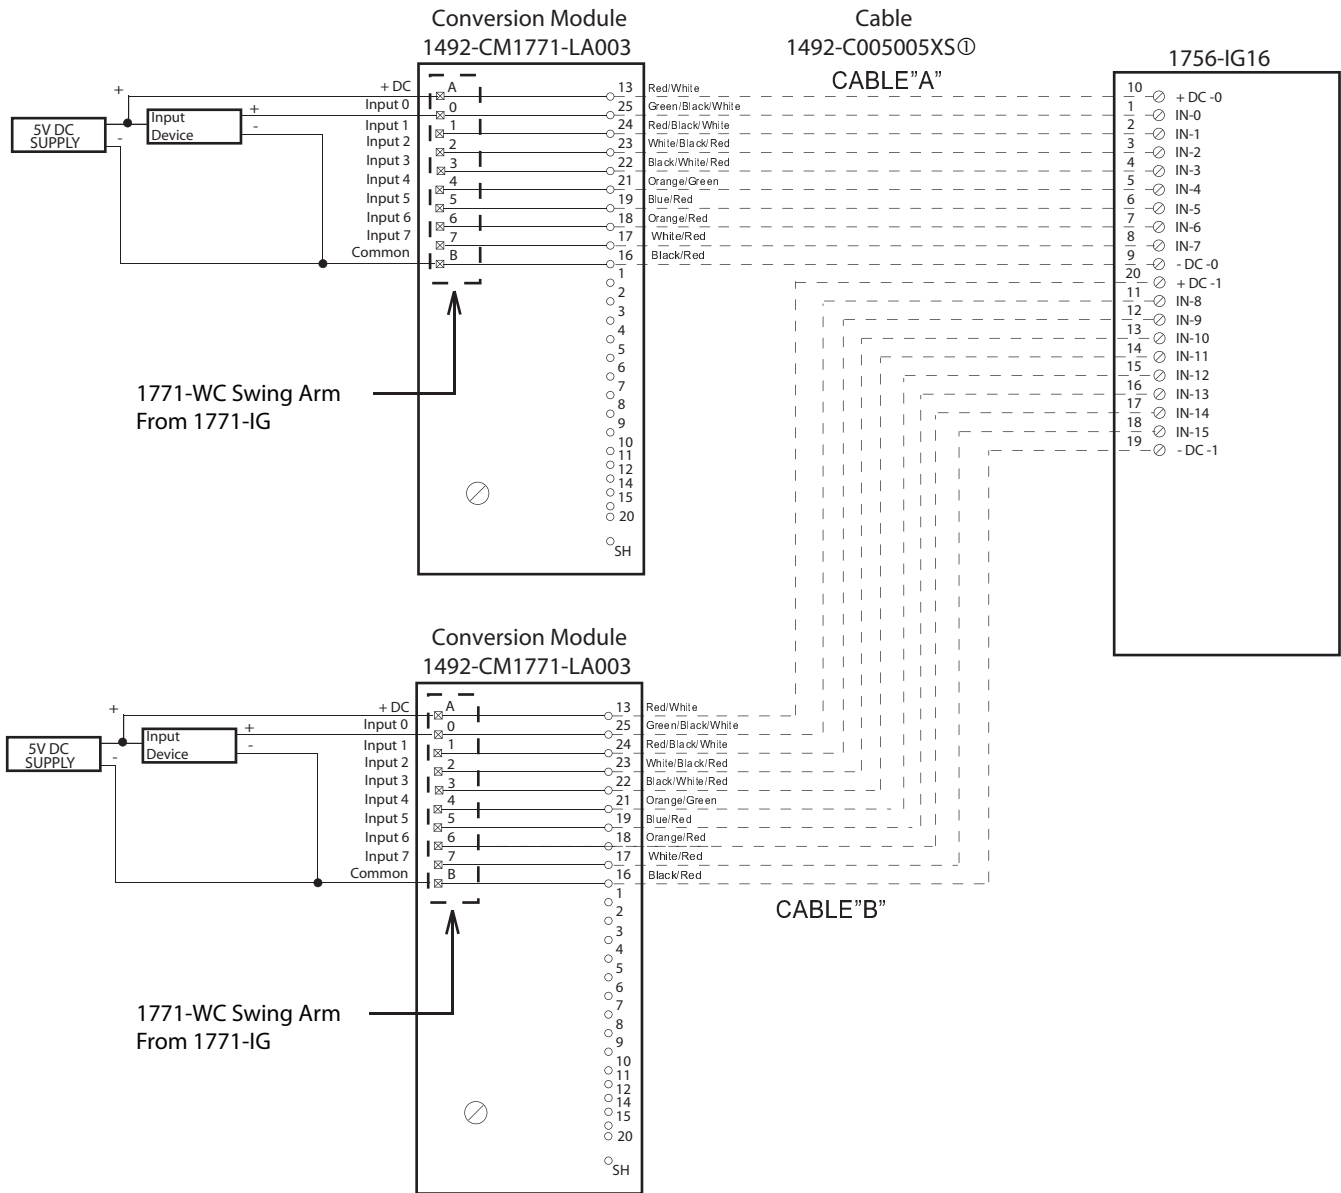 Conversion Module
1492-CM1771-LA003
Cable
1492-C005005XS①
CABLE"A"
1756-IG16
+
5V DC
SUPPLY
-
Input
Device
+
-
+ DC
Input 0
Input 1
Input 2
Input 3
Input 4
Input 5
Input 6
Input 7
Common
A
0
1
2
3
4
5
6
7
B
13 Red/White
25 Green/Black/White
24 Red/Black/White
23 White/Black/Red
22 Black/White/Red
21 Orange/Green
19 Blue/Red
18 Orange/Red
17 White/Red
16 Black/Red
1
2
3
4
5
6
7
8
9
10
11
12
14
15
20
SH
10 + DC -0
1 IN-0
2 IN-1
3 IN-2
4 IN-3
5 IN-4
6 IN-5
7 IN-6
8 IN-7
9 - DC -0
20 + DC -1
11 IN-8
12 IN-9
13 IN-10
14 IN-11
15 IN-12
16 IN-13
17 IN-14
18 IN-15
19 - DC -1
1771-WC Swing Arm
From 1771-IG
Conversion Module
1492-CM1771-LA003
+
5V DC
SUPPLY
-
Input
Device
+
-
+ DC
Input 0
Input 1
Input 2
Input 3
Input 4
Input 5
Input 6
Input 7
Common
A
0
1
2
3
4
5
6
7
B
13 Red/White
25 Green/Black/White
24 Red/Black/White
23 White/Black/Red
22 Black/White/Red
21 Orange/Green
19 Blue/Red
18 Orange/Red
17 White/Red
16 Black/Red
1
2
3
4
5
6
7
8
9
10
11
12
14
15
20
SH
CABLE"B"
1771-WC Swing Arm
From 1771-IG